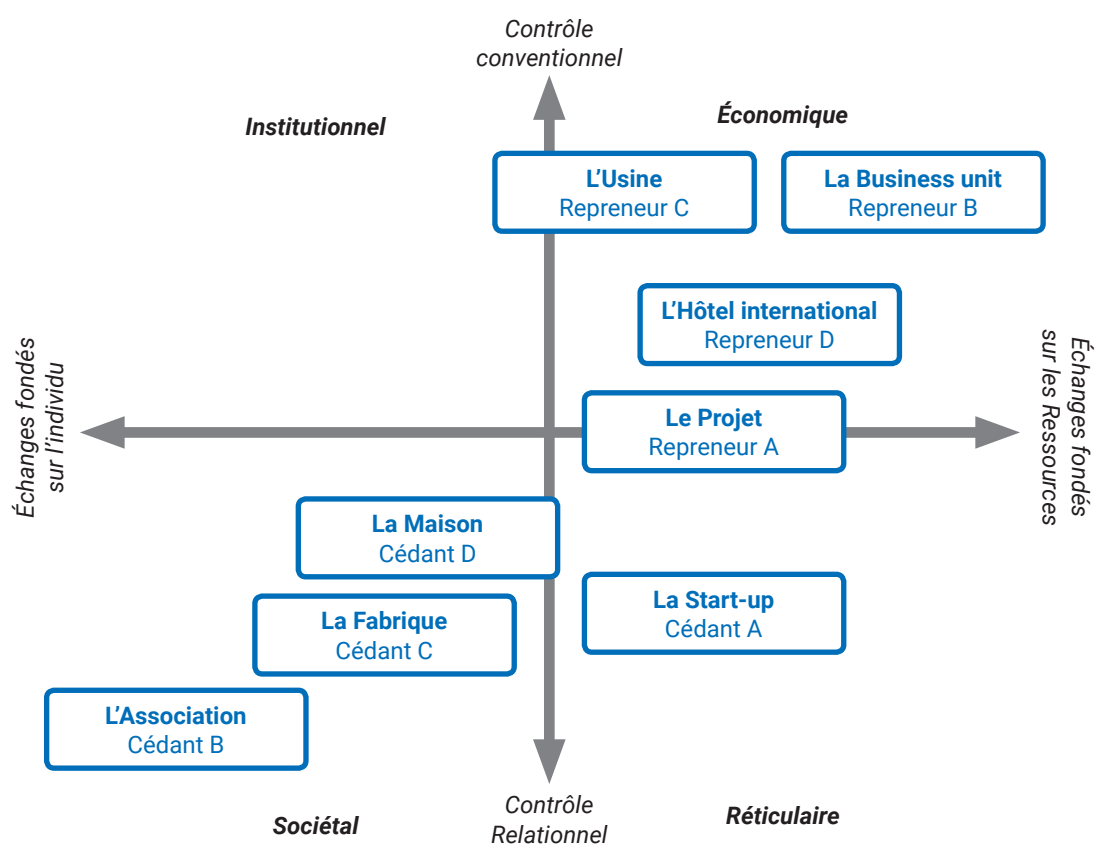 Contrôle
conventionnel
Institutionnel
Économique
L’Usine
Repreneur C
La Business unit
Repreneur B
L’Hôtel international
Repreneur D
Échanges fondés
sur l’individu
Échanges fondés
sur les Ressources
Le Projet
Repreneur A
La Maison
Cédant D
La Start-up
Cédant A
La Fabrique
Cédant C
L’Association
Cédant B
Sociétal
Contrôle
Relationnel
Réticulaire